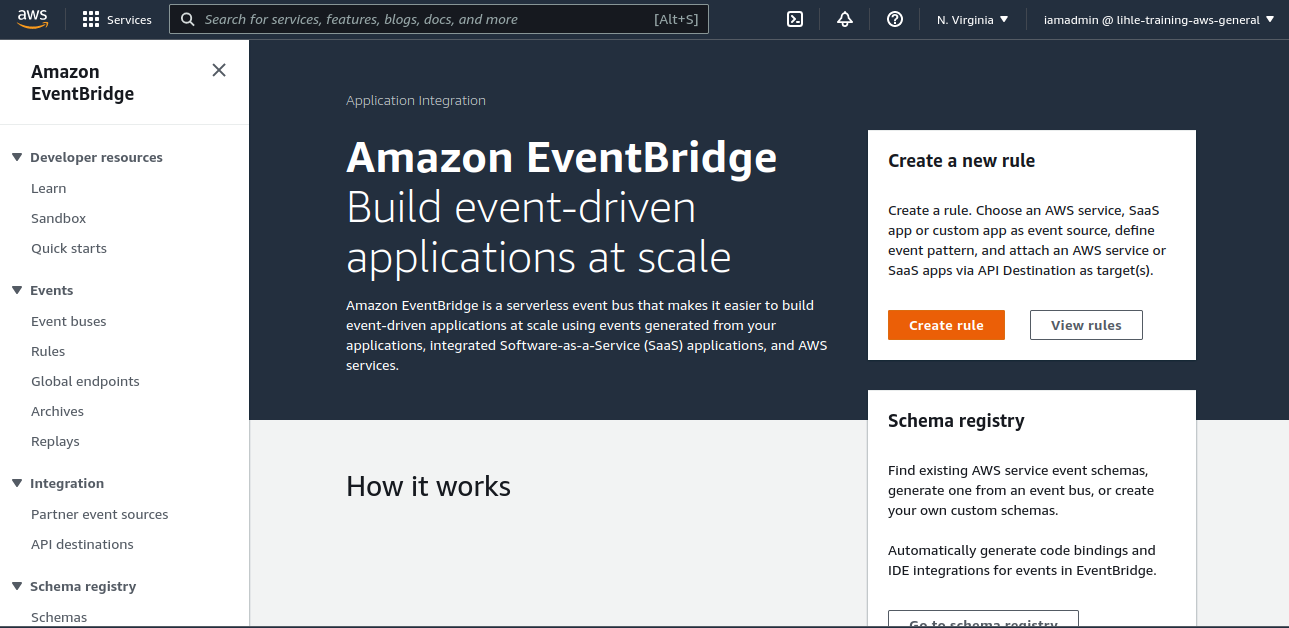 aws
Services
Search for services, features, blogs, docs, and more
[Alt+S]
N. Virginia
iamadmin @ lihle-training-aws-general
Amazon
EventBridge
Developer resources
Learn
Sandbox
Quick starts
Events
Event buses
Rules
Global endpoints
Archives
Replays
Integration
Partner event sources
API destinations
Schema registry
Schemas
Application Integration
Amazon EventBridge
Build event-driven
applications at scale
Amazon EventBridge is a serverless event bus that makes it easier to build
event-driven applications at scale using events generated from your
applications, integrated Software-as-a-Service (SaaS) applications, and AWS
services.
How it works
Create a new rule
Create a rule. Choose an AWS service, SaaS
app or custom app as event source, define
event pattern, and attach an AWS service or
SaaS apps via API Destination as target(s).
Create rule
View rules
Schema registry
Find existing AWS service event schemas,
generate one from an event bus, or create
your own custom schemas.
Automatically generate code bindings and
IDE integrations for events in EventBridge.
Go to schema registry